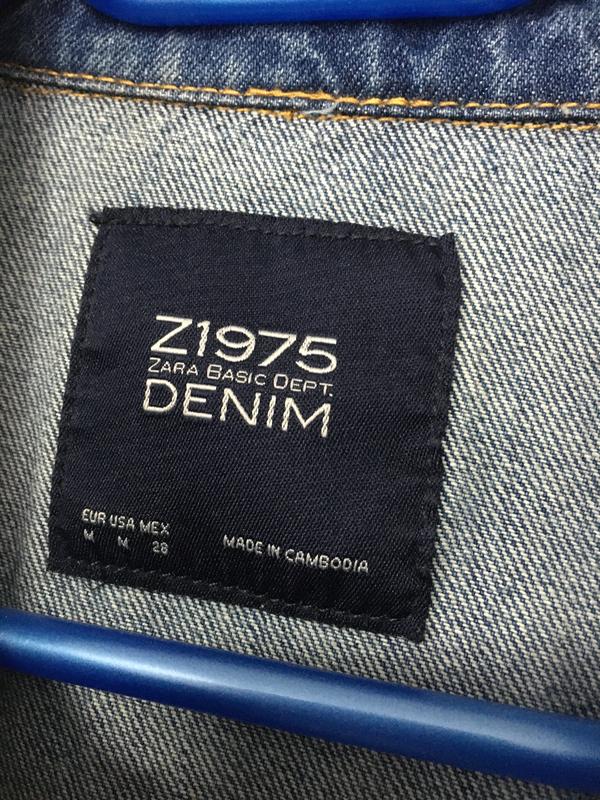 Z1975
ZARA BASIC DEPT.
DENIM
EUR USA MEX
M M 28
MADE IN CAMBODIA